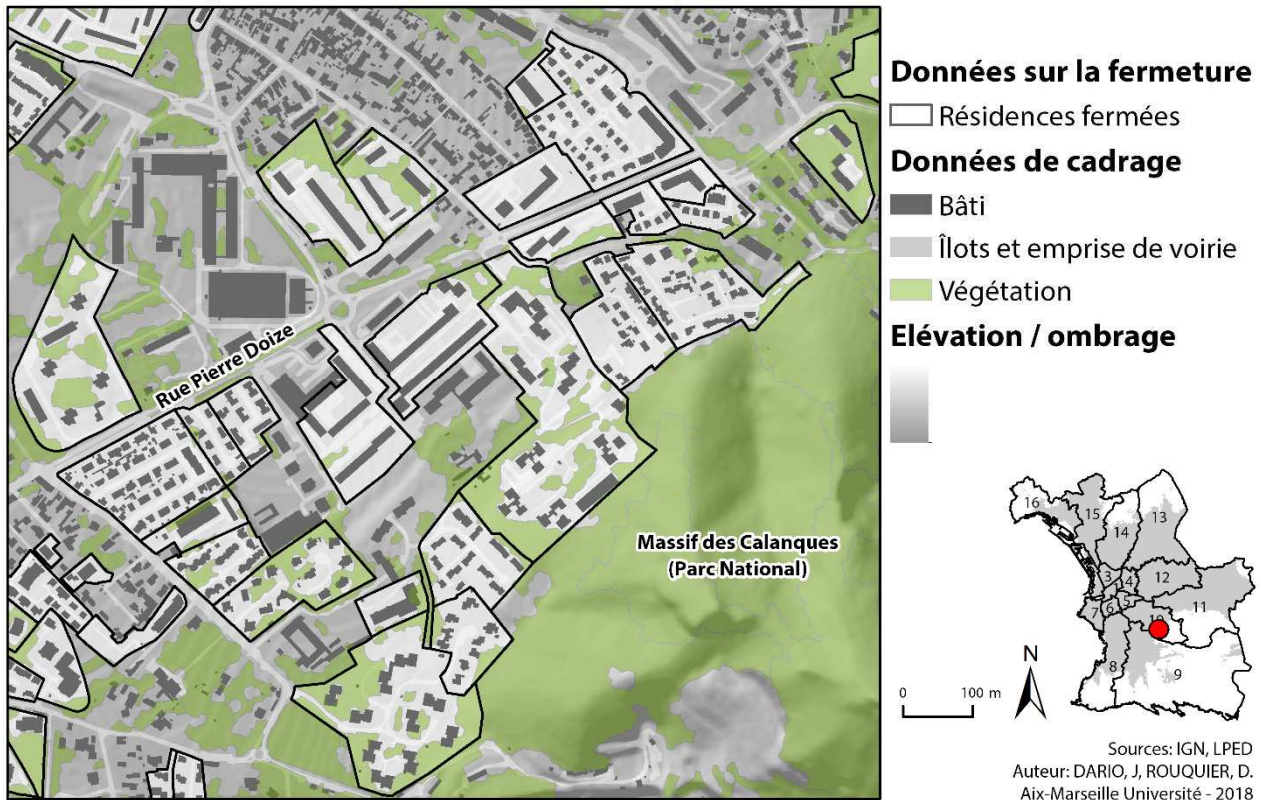 Données sur la fermeture
Résidences fermées
Données de cadrage
Bâti
Îlots et emprise de voirie
Végétation
Elévation / ombrage
Rue Pierre Doize
Massif des Calanques
(Parc National)
16
15
14
13
3
4
12
5
7
6
10
11
8
9
N
0 100 m
Sources: IGN, LPED
Auteur: DARIO, J, ROUQUIER, D.
Aix-Marseille Université - 2018